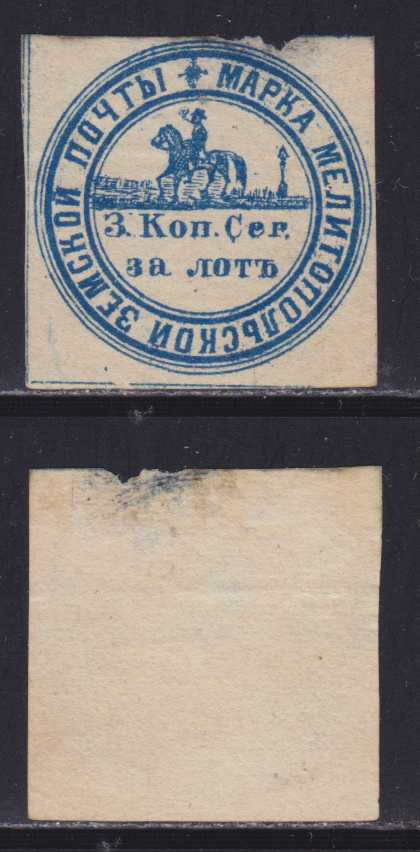 МАРКА МЕЛИТОПОЛЬСКОЙ ЗЕМСКОЙ ПОЧТЫ
3. Коп. Сер.
за лотъ